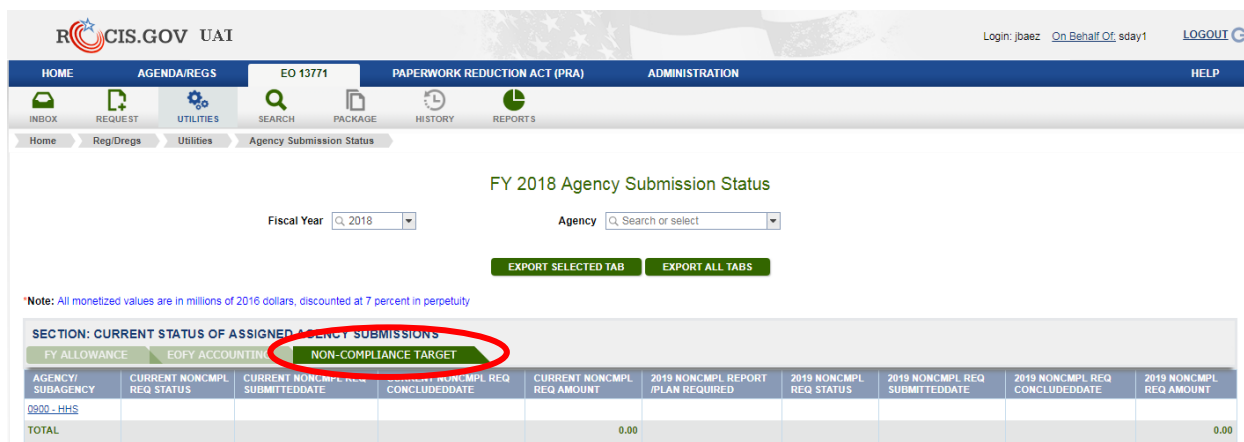 ROCIS.GOV UAI
Login: jbaez On Behalf Of: sday1 LOGOUT
HOME AGENDA/REGS EO 13771 PAPERWORK REDUCTION ACT (PRA) ADMINISTRATION HELP
INBOX REQUEST UTILITIES SEARCH PACKAGE HISTORY REPORTS
Home Reg/Dregs Utilities Agency Submission Status
FY 2018 Agency Submission Status
Fiscal Year 2018 Agency Search or select
EXPORT SELECTED TAB EXPORT ALL TABS
*Note: All monetized values are in millions of 2016 dollars, discounted at 7 percent in perpetuity
SECTION: CURRENT STATUS OF ASSIGNED AGENCY SUBMISSIONS
FY ALLOWANCE EOFY ACCOUNTING NON-COMPLIANCE TARGET
AGENCY/ CURRENT NONCMPL CURRENT NONCMPL REQ CURRENT NONCMPL REQ CURRENT NONCMPL 2019 NONCMPL REPORT 2019 NONCMPL 2019 NONCMPL REQ 2019 NONCMPL REQ 2019 NONCMPL
SUBAGENCY REQ STATUS SUBMITTEDDATE CONCLUDEDDATE REQ AMOUNT /PLAN REQUIRED REQ STATUS SUBMITTEDDATE CONCLUDEDDATE REQ AMOUNT
0900 - HHS
TOTAL 0.00 0.00